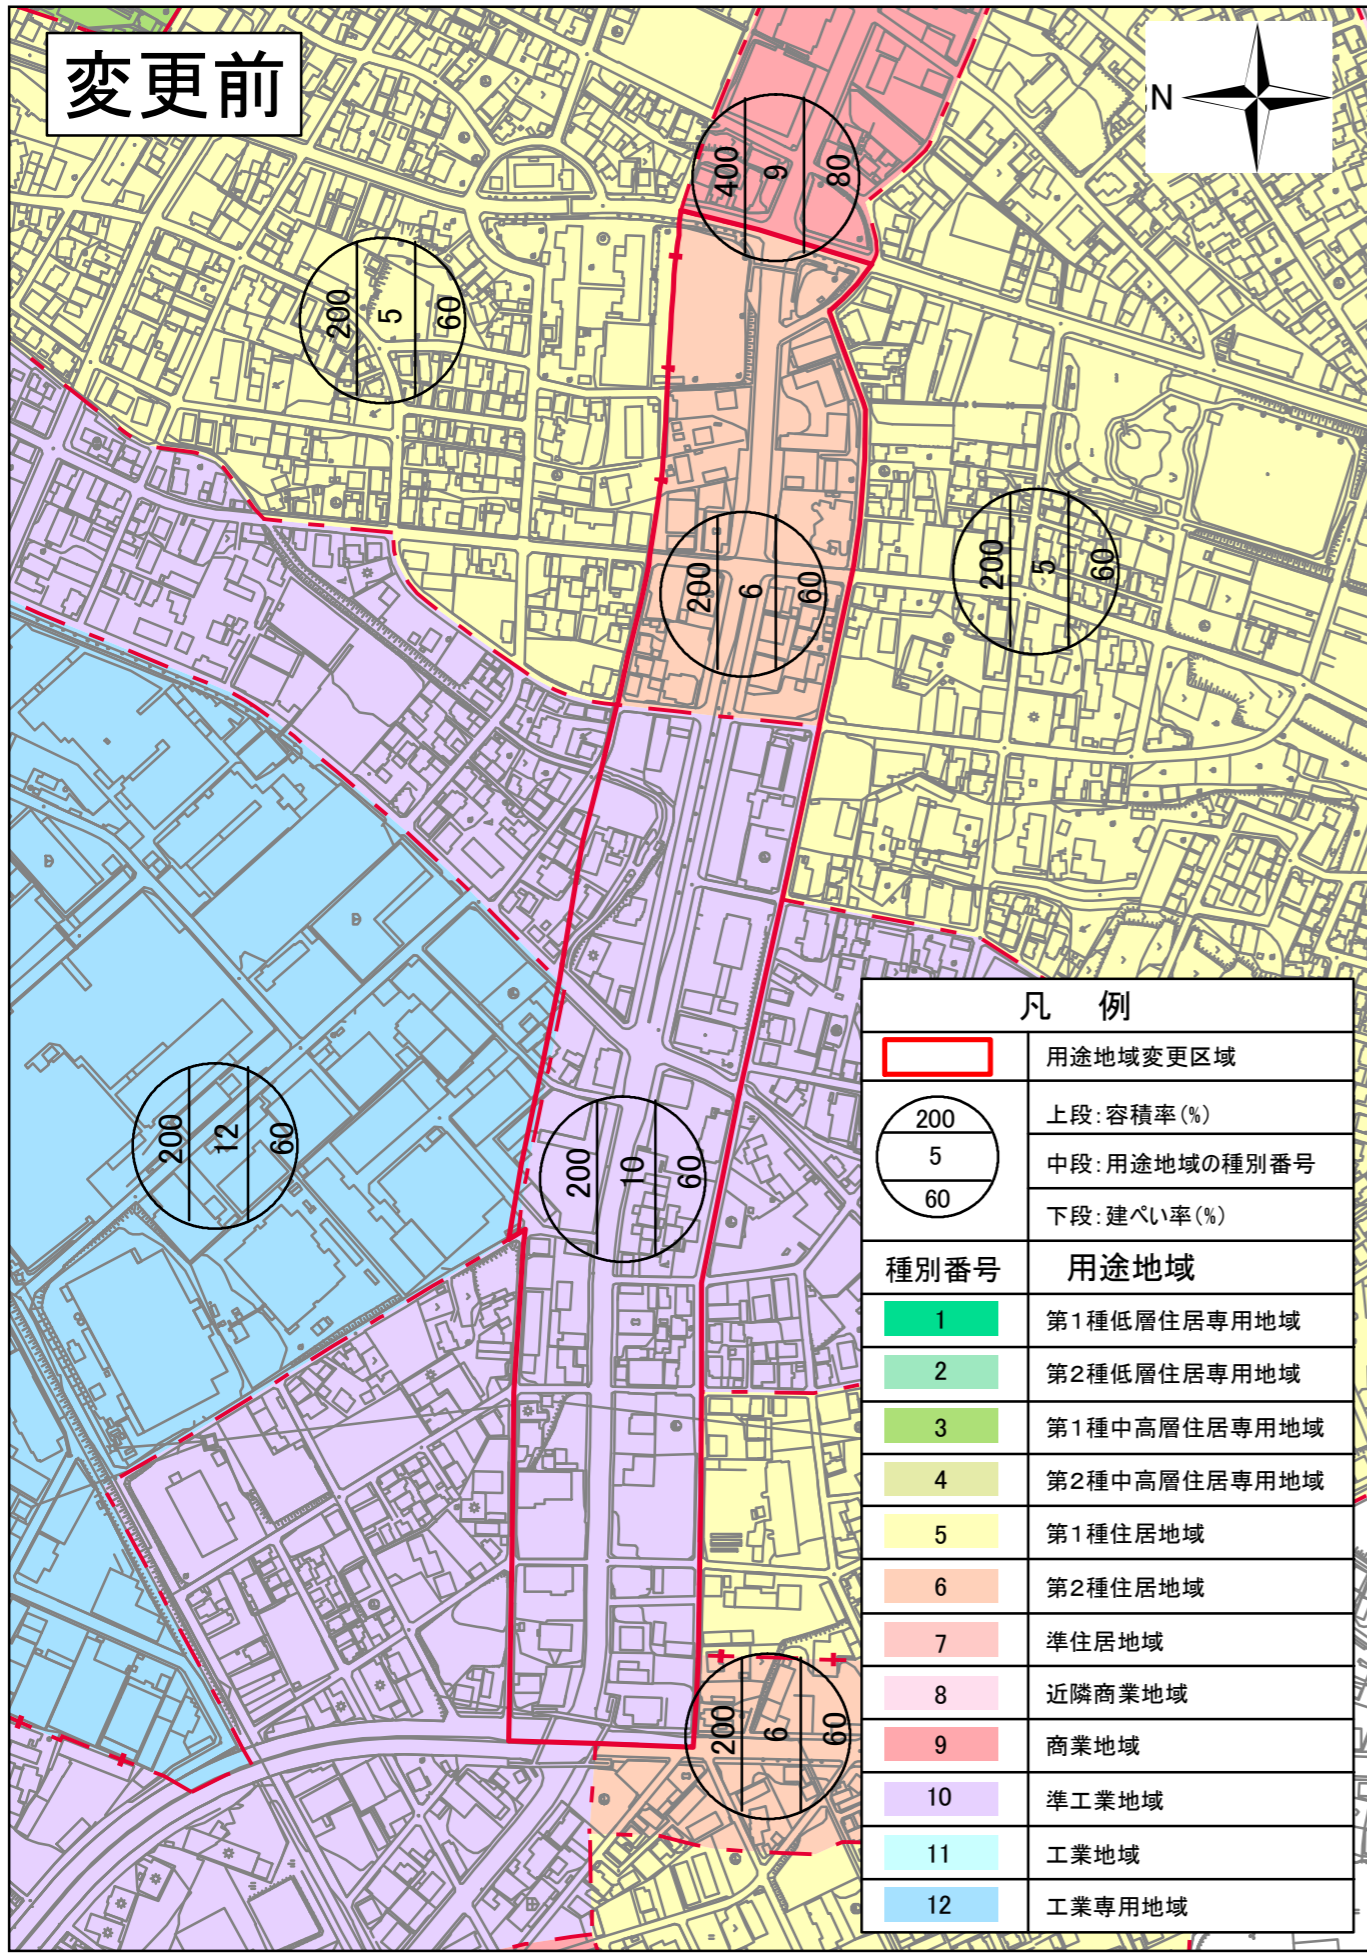 変更前
N
400 9 80
200 5 60
200 6 60
200 5 60
200 12 60
200 10 60
200 6 60
凡 例
用途地域変更区域
200
5
60
上段:容積率(%)
中段:用途地域の種別番号
下段:建ぺい率(%)
種別番号 用途地域
1 第1種低層住居専用地域
2 第2種低層住居専用地域
3 第1種中高層住居専用地域
4 第2種中高層住居専用地域
5 第1種住居地域
6 第2種住居地域
7 準住居地域
8 近隣商業地域
9 商業地域
10 準工業地域
11 工業地域
12 工業専用地域